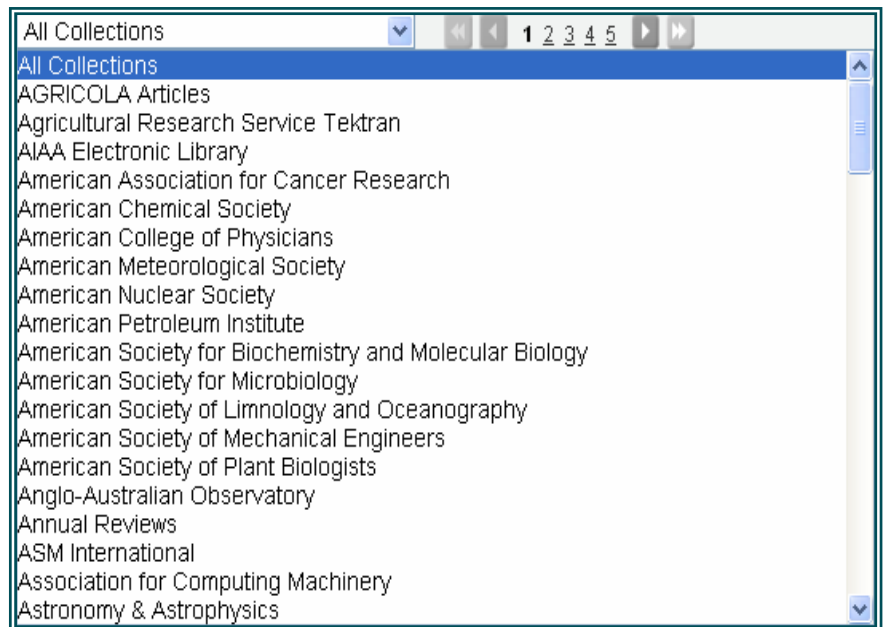 All Collections 1 2 3 4 5
All Collections
AGRICOLA Articles
Agricultural Research Service Tektran
AIAA Electronic Library
American Association for Cancer Research
American Chemical Society
American College of Physicians
American Meteorological Society
American Nuclear Society
American Petroleum Institute
American Society for Biochemistry and Molecular Biology
American Society for Microbiology
American Society of Limnology and Oceanography
American Society of Mechanical Engineers
American Society of Plant Biologists
Anglo-Australian Observatory
Annual Reviews
ASM International
Association for Computing Machinery
Astronomy & Astrophysics